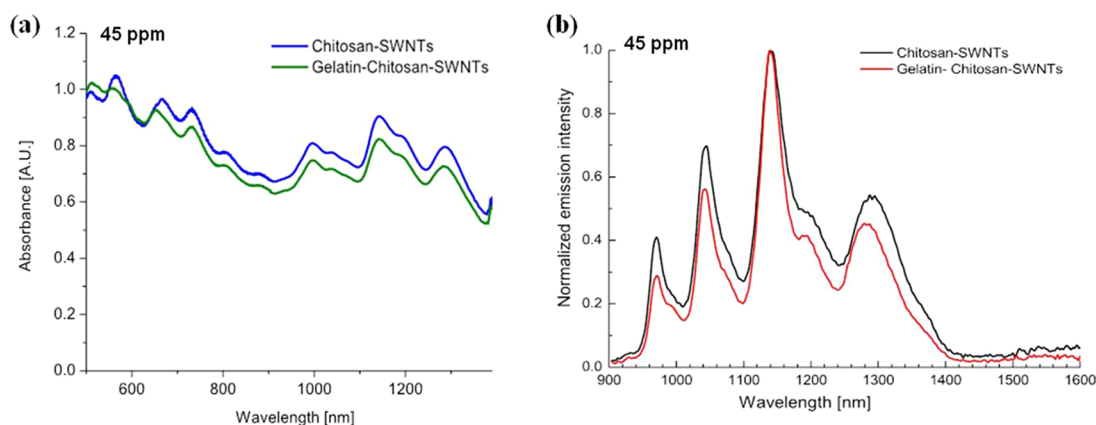 (a)
45 ppm
Chitosan-SWNTs
Gelatin-Chitosan-SWNTs
1.2
1.0
0.8
0.6
0.4
0.2
0.0
Absorbance [A.U.]
600 800 1000 1200
Wavelength [nm]
(b)
45 ppm
Chitosan-SWNTs
Gelatin- Chitosan-SWNTs
1.0
0.8
0.6
0.4
0.2
0.0
Normalized emission intensity
900 1000 1100 1200 1300 1400 1500 1600
Wavelength [nm]